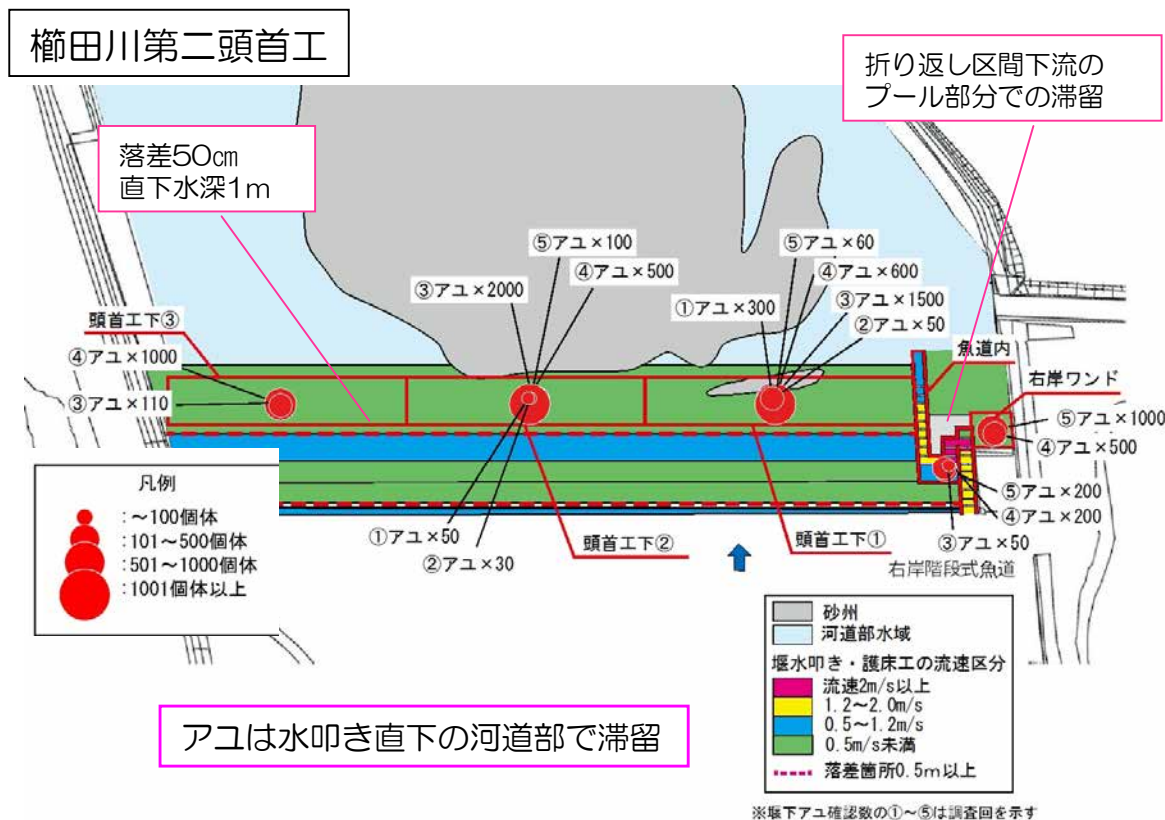 櫛田川第二頭首工
折り返し区間下流の
プール部分での滞留
落差50㎝
直下水深1m
⑤アユ×100
④アユ×500
③アユ×2000
⑤アユ×60
④アユ×600
①アユ×300
③アユ×1500
②アユ×50
頭首工下③
魚道内
④アユ×1000
右岸ワンド
③アユ×110
⑤アユ×1000
④アユ×500
凡例
:～100個体
:101～500個体
:501～1000個体
:1001個体以上
⑤アユ×200
④アユ×200
③アユ×50
①アユ×50
②アユ×30
頭首工下②
頭首工下①
右岸階段式魚道
砂州
河道部水域
堰水叩き・護床工の流速区分
流速2m/s以上
1.2～2.0m/s
0.5～1.2m/s
0.5m/s未満
落差箇所0.5m以上
アユは水叩き直下の河道部で滞留
※堰下アユ確認数の①～⑤は調査回を示す